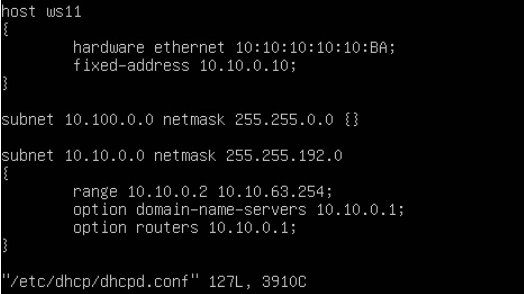 host ws11
{
        hardware ethernet 10:10:10:10:10:BA;
        fixed-address 10.10.0.10;
}

subnet 10.100.0.0 netmask 255.255.0.0 {}

subnet 10.10.0.0 netmask 255.255.192.0
{
        range 10.10.0.2 10.10.63.254;
        option domain-name-servers 10.10.0.1;
        option routers 10.10.0.1;
}

"/etc/dhcp/dhcpd.conf" 127L, 3910C